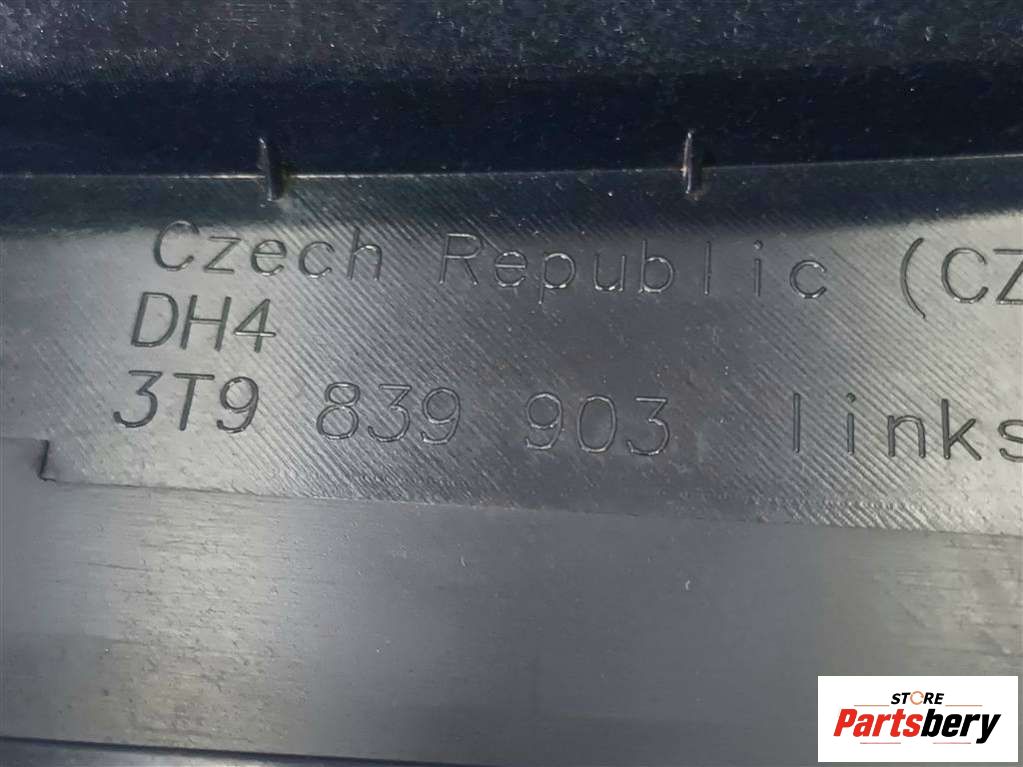 Czech Republic (CZ
DH4
3T9 839 903 links
STORE
Partsbery